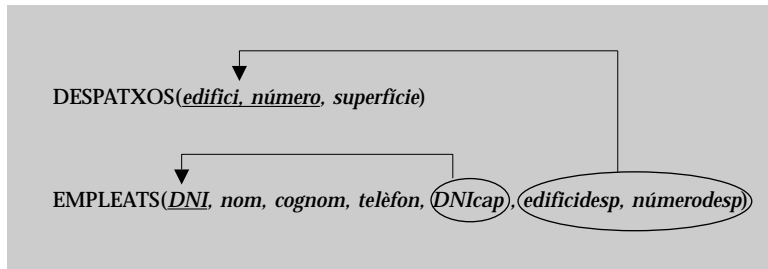 DESPATXOS(edifici, número, superfície)
EMPLEATS(DNI, nom, cognom, telèfon, DNIcap, edificidesp, númerodesp)